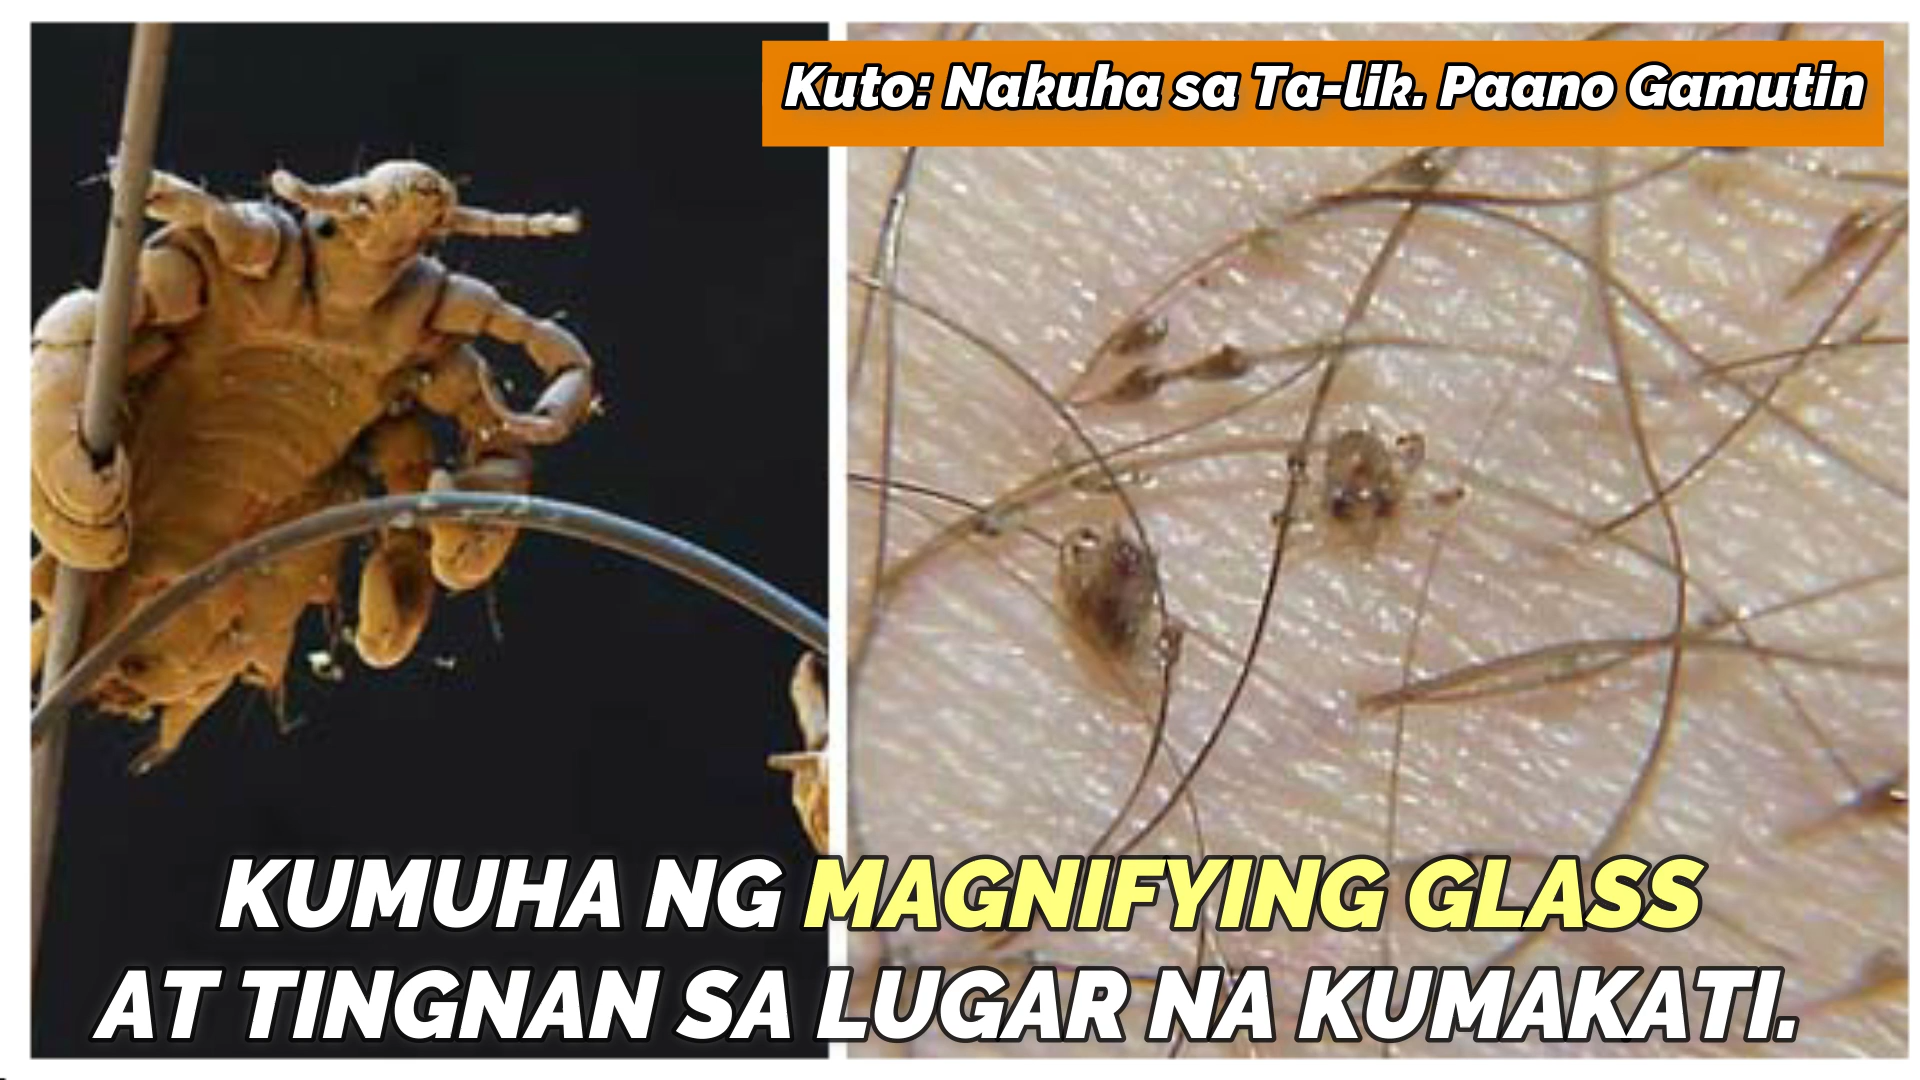 Kuto: Nakuha sa Ta-lik. Paano Gamutin
KUMUHA NG MAGNIFYING GLASS
AT TINGNAN SA LUGAR NA KUMAKATI.